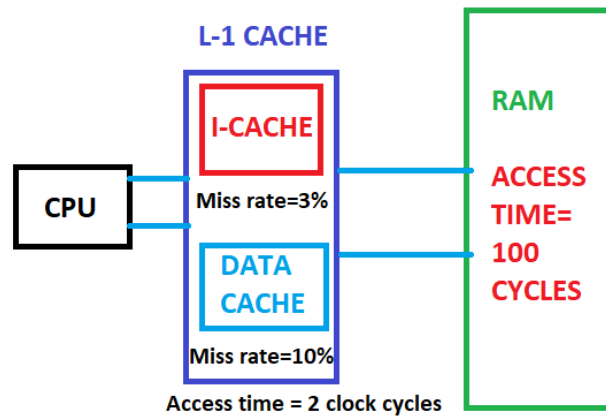 L-1 CACHE
I-CACHE
Miss rate=3%
CPU
DATA
CACHE
Miss rate=10%
Access time = 2 clock cycles
RAM
ACCESS
TIME=
100
CYCLES